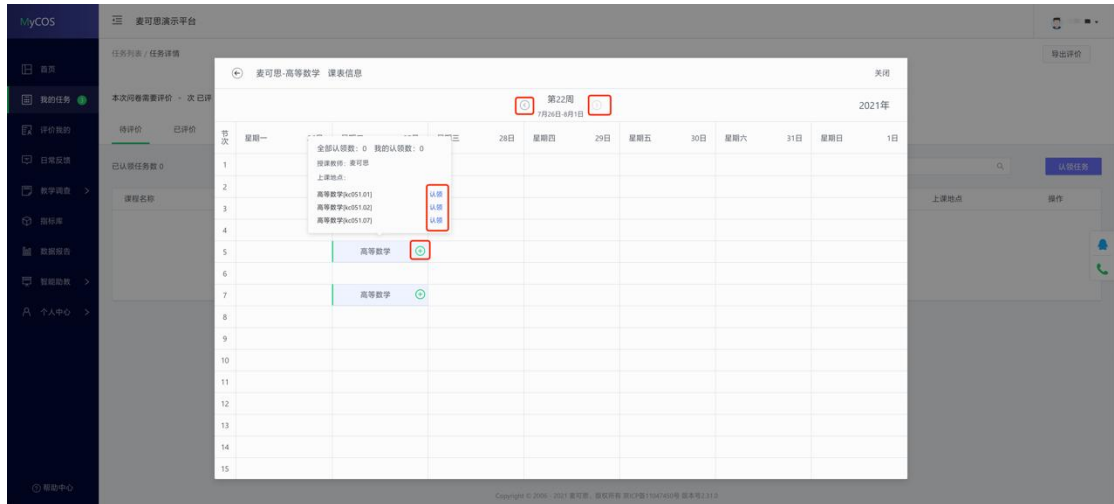 MyCOS
麦可思演示平台
任务列表 / 任务详情
导出评价
首页
我的任务
评价我的
日常反馈
教学调查
指标库
数据报告
智能助教
个人中心
帮助中心
本次问卷需要评价 - 次 已评
待评价 已评价
已认领任务数 0
认领任务
课程名称
上课地点
操作
麦可思-高等数学 课表信息
关闭
第22周
7月26日-8月1日
2021年
节次 星期一 28日 星期四 29日 星期五 30日 星期六 31日 星期日 1日
全部认领数：0 我的认领数：0
授课教师：麦可思
上课地点：
高等数学[kc051.01] 认领
高等数学[kc051.02] 认领
高等数学[kc051.07] 认领
1
2
3
4
5 高等数学
6
7 高等数学
8
9
10
11
12
13
14
15